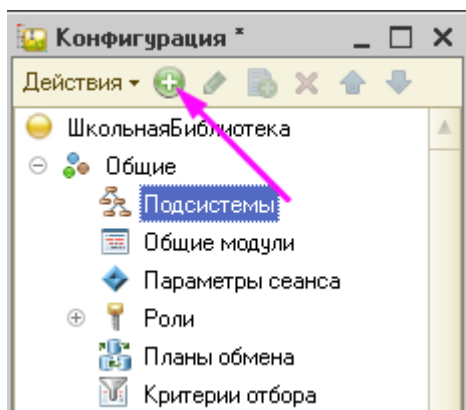 Конфигурация *
Действия
ШкольнаяБиблиотека
Общие
Подсистемы
Общие модули
Параметры сеанса
Роли
Планы обмена
Критерии отбора